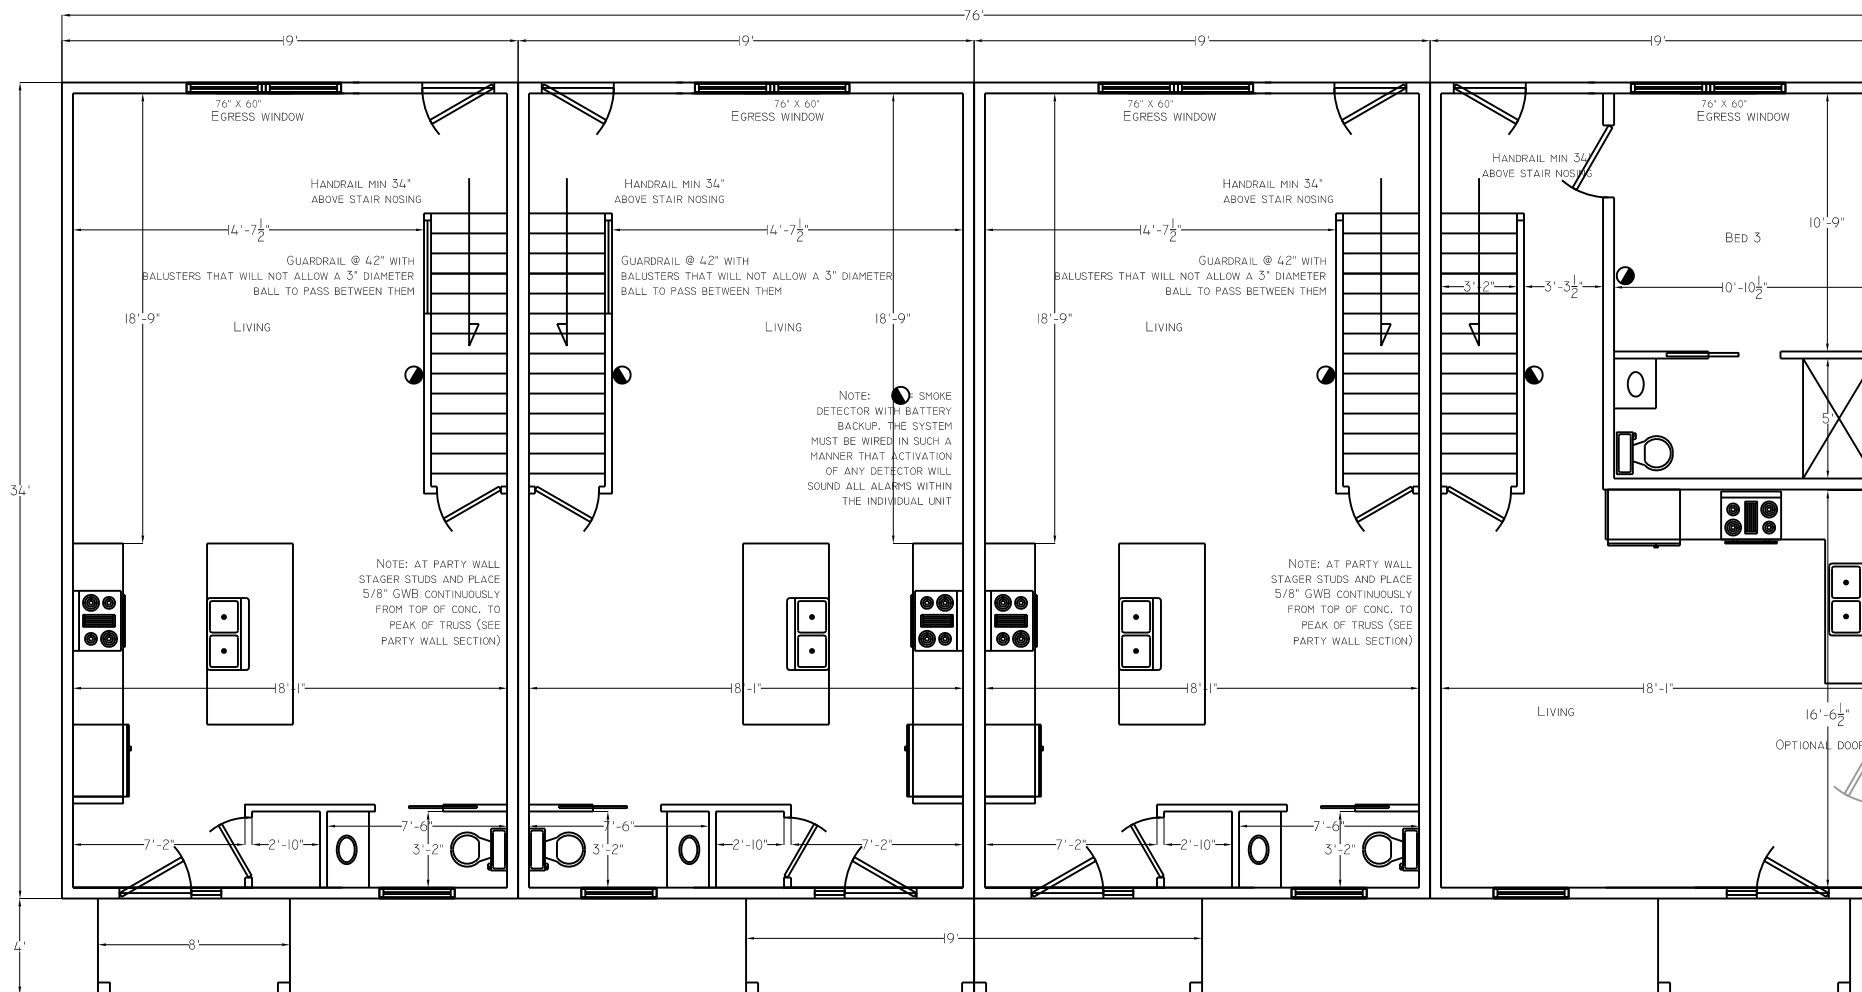 76'
19' 19' 19' 19'
76" X 60"
EGRESS WINDOW
76" X 60"
EGRESS WINDOW
76" X 60"
EGRESS WINDOW
76" X 60"
EGRESS WINDOW
HANDRAIL MIN 34"
ABOVE STAIR NOSING
HANDRAIL MIN 34"
ABOVE STAIR NOSING
HANDRAIL MIN 34"
ABOVE STAIR NOSING
HANDRAIL MIN 34"
ABOVE STAIR NOSING
14'-7 1/2" 14'-7 1/2" 14'-7 1/2"
10'-9"
BED 3
GUARDRAIL @ 42" WITH
BALUSTERS THAT WILL NOT ALLOW A 3" DIAMETER
BALL TO PASS BETWEEN THEM
GUARDRAIL @ 42" WITH
BALUSTERS THAT WILL NOT ALLOW A 3" DIAMETER
BALL TO PASS BETWEEN THEM
GUARDRAIL @ 42" WITH
BALUSTERS THAT WILL NOT ALLOW A 3" DIAMETER
BALL TO PASS BETWEEN THEM
3'-2" 3'-3 1/2" 10'-10 1/2"
18'-9" 18'-9" 18'-9"
LIVING LIVING LIVING
NOTE: = SMOKE
DETECTOR WITH BATTERY
BACKUP. THE SYSTEM
MUST BE WIRED IN SUCH A
MANNER THAT ACTIVATION
OF ANY DETECTOR WILL
SOUND ALL ALARMS WITHIN
THE INDIVIDUAL UNIT
5'
34'
NOTE: AT PARTY WALL
STAGER STUDS AND PLACE
5/8" GWB CONTINUOUSLY
FROM TOP OF CONC. TO
PEAK OF TRUSS (SEE
PARTY WALL SECTION)
NOTE: AT PARTY WALL
STAGER STUDS AND PLACE
5/8" GWB CONTINUOUSLY
FROM TOP OF CONC. TO
PEAK OF TRUSS (SEE
PARTY WALL SECTION)
18'-1" 18'-1" 18'-1" 18'-1"
LIVING
16'-6 1/2"
OPTIONAL DOOR
7'-6" 7'-6" 7'-6"
7'-2" 2'-10" 3'-2" 3'-2" 2'-10" 7'-2" 7'-2" 2'-10" 3'-2"
4' 8' 19'